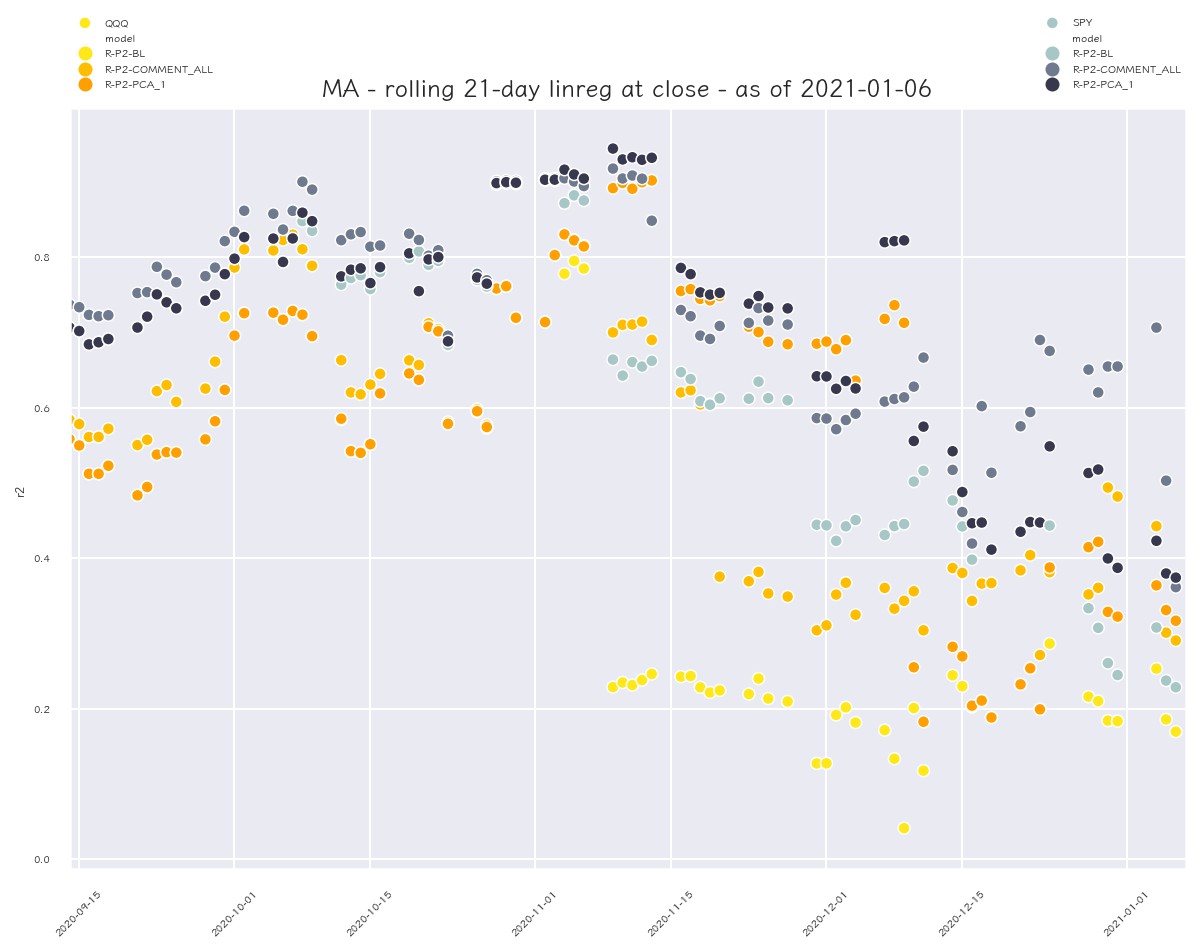 QQQ
model
R-P2-BL
R-P2-COMMENT_ALL
R-P2-PCA_1
SPY
model
R-P2-BL
R-P2-COMMENT_ALL
R-P2-PCA_1
MA - rolling 21-day linreg at close - as of 2021-01-06
r2
0.8
0.6
0.4
0.2
0.0
2020-09-15
2020-10-01
2020-10-15
2020-11-01
2020-11-15
2020-12-01
2020-12-15
2021-01-01